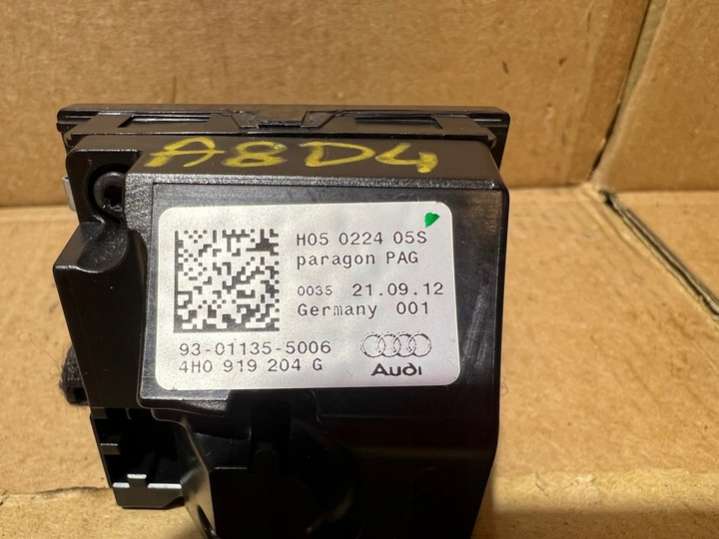 A8D4
H05 0224 05S
paragon PAG
0035 21.09.12
Germany 001
93-01135-5006
4H0 919 204 G
Audi